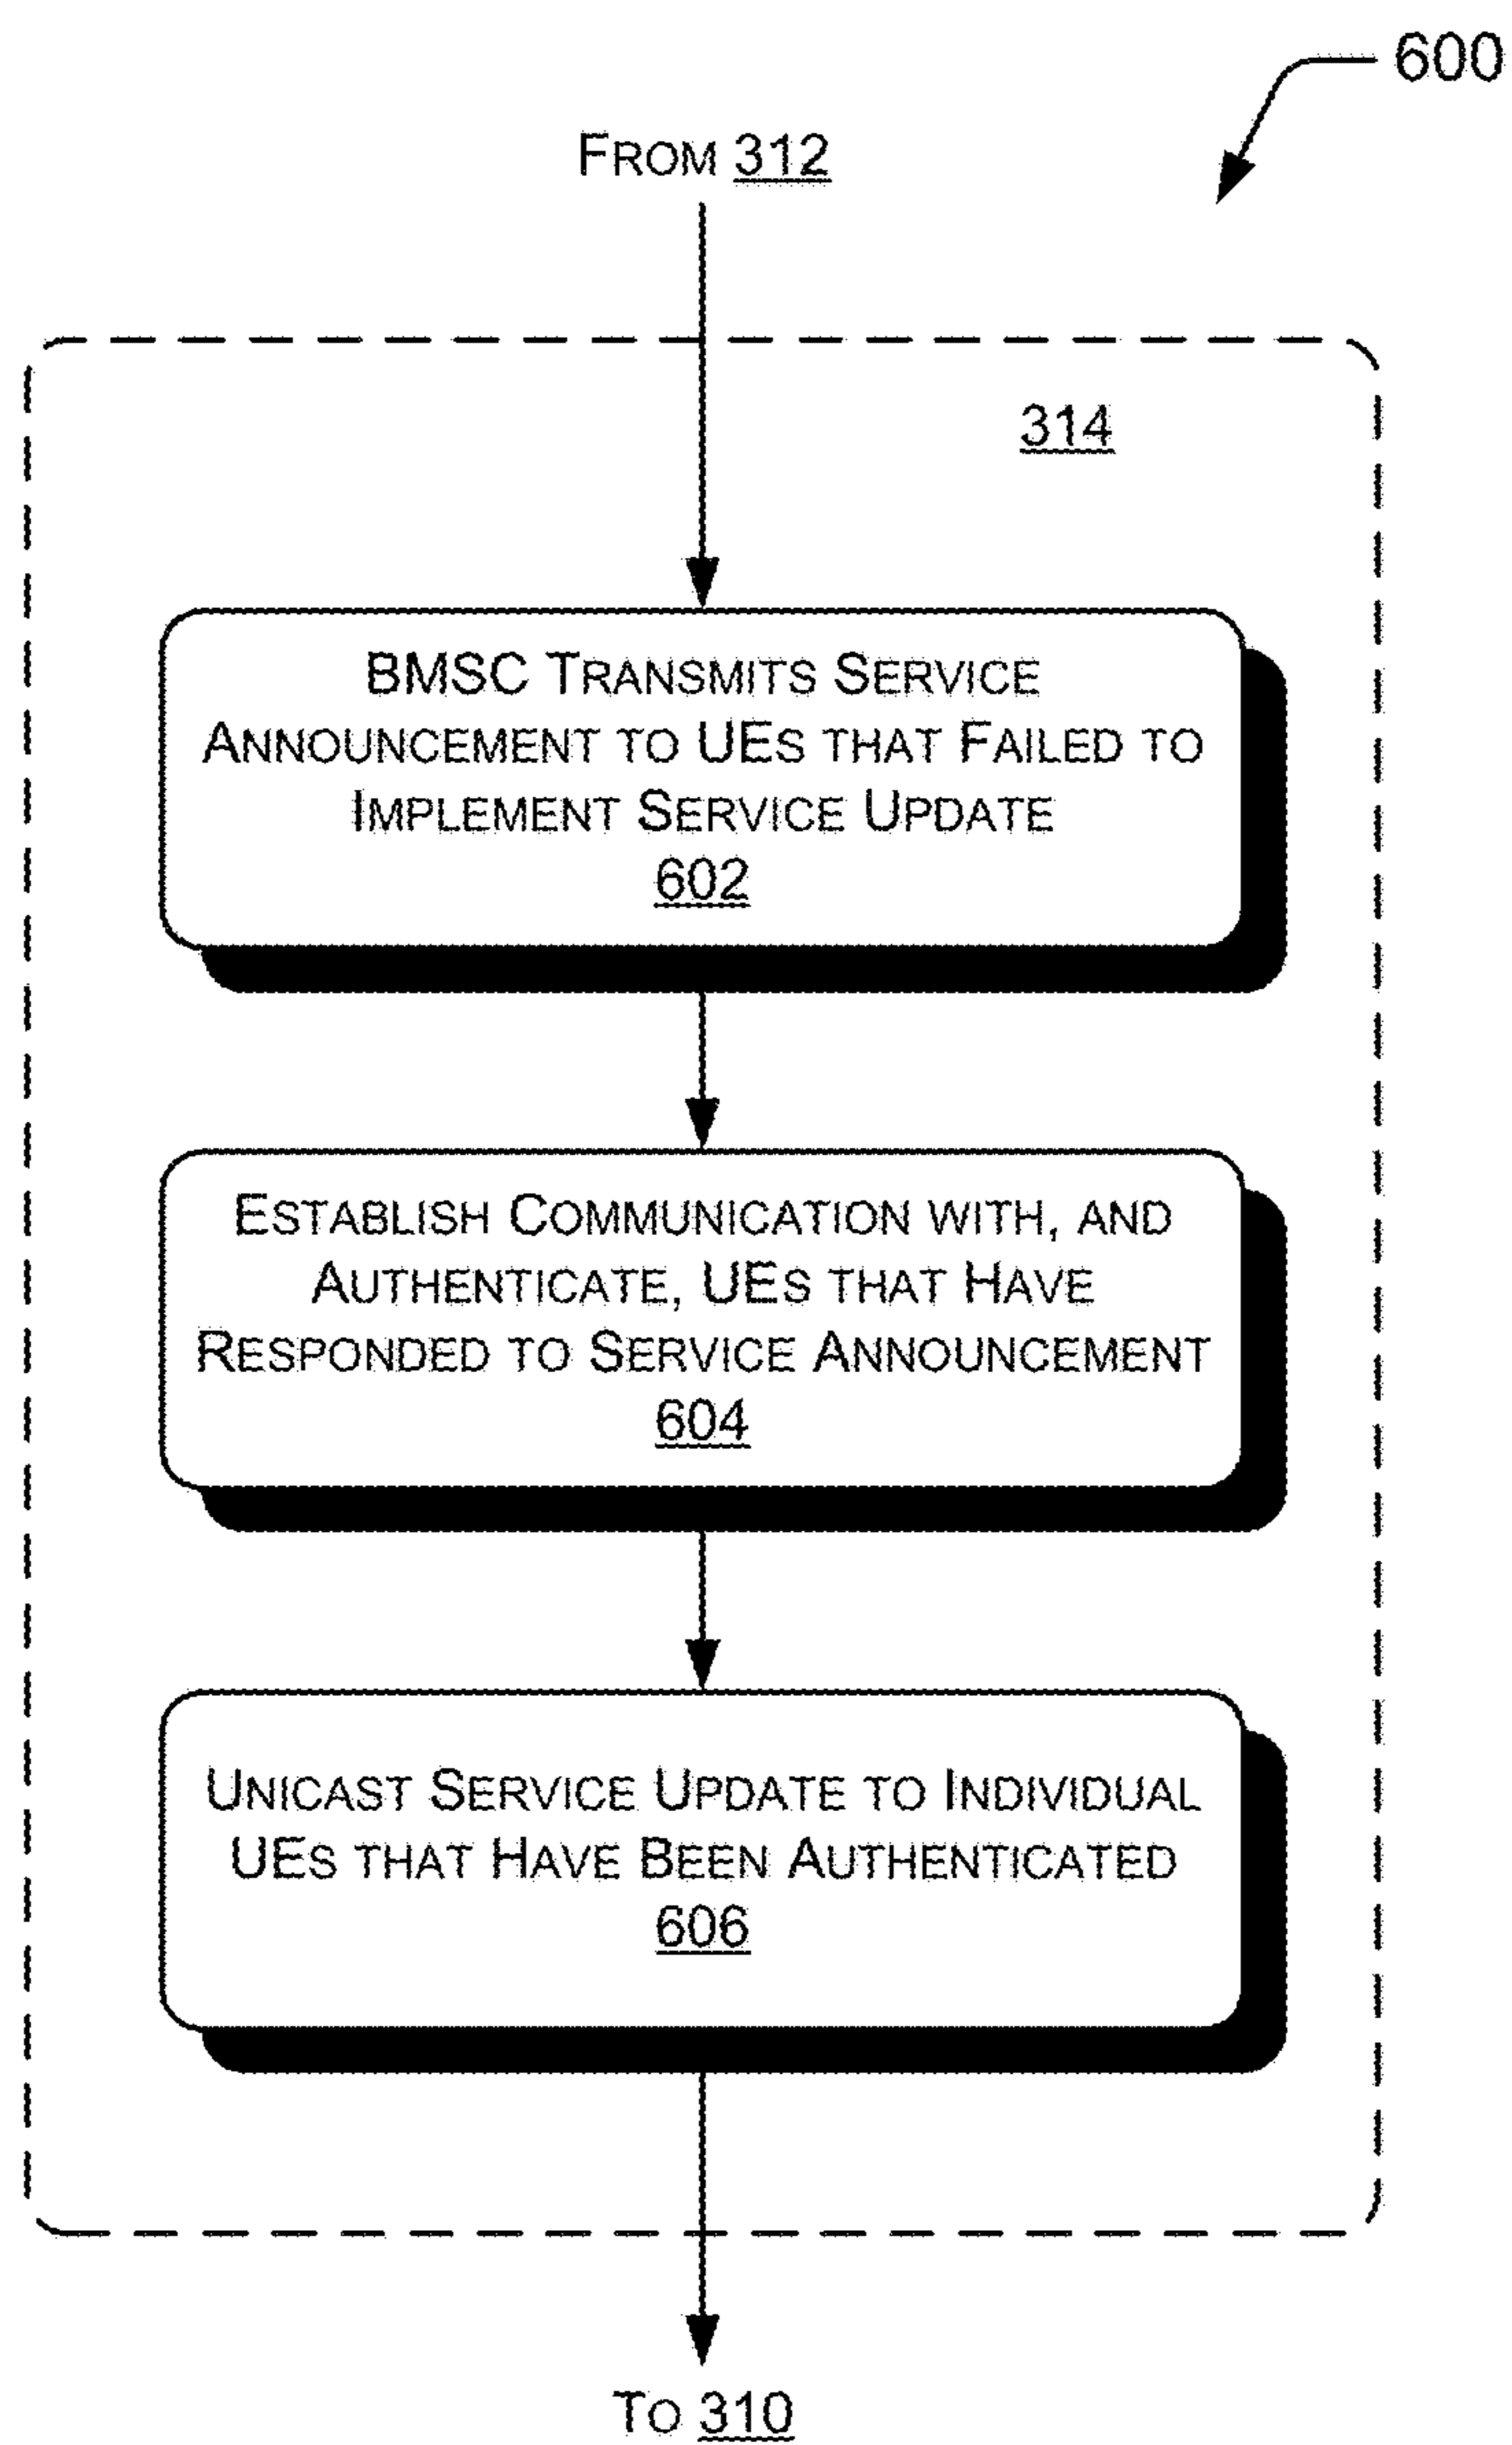 600
FROM 312
314
BMSC TRANSMITS SERVICE
ANNOUNCEMENT TO UES THAT FAILED TO
IMPLEMENT SERVICE UPDATE
602
ESTABLISH COMMUNICATION WITH, AND
AUTHENTICATE, UES THAT HAVE
RESPONDED TO SERVICE ANNOUNCEMENT
604
UNICAST SERVICE UPDATE TO INDIVIDUAL
UES THAT HAVE BEEN AUTHENTICATED
606
TO 310